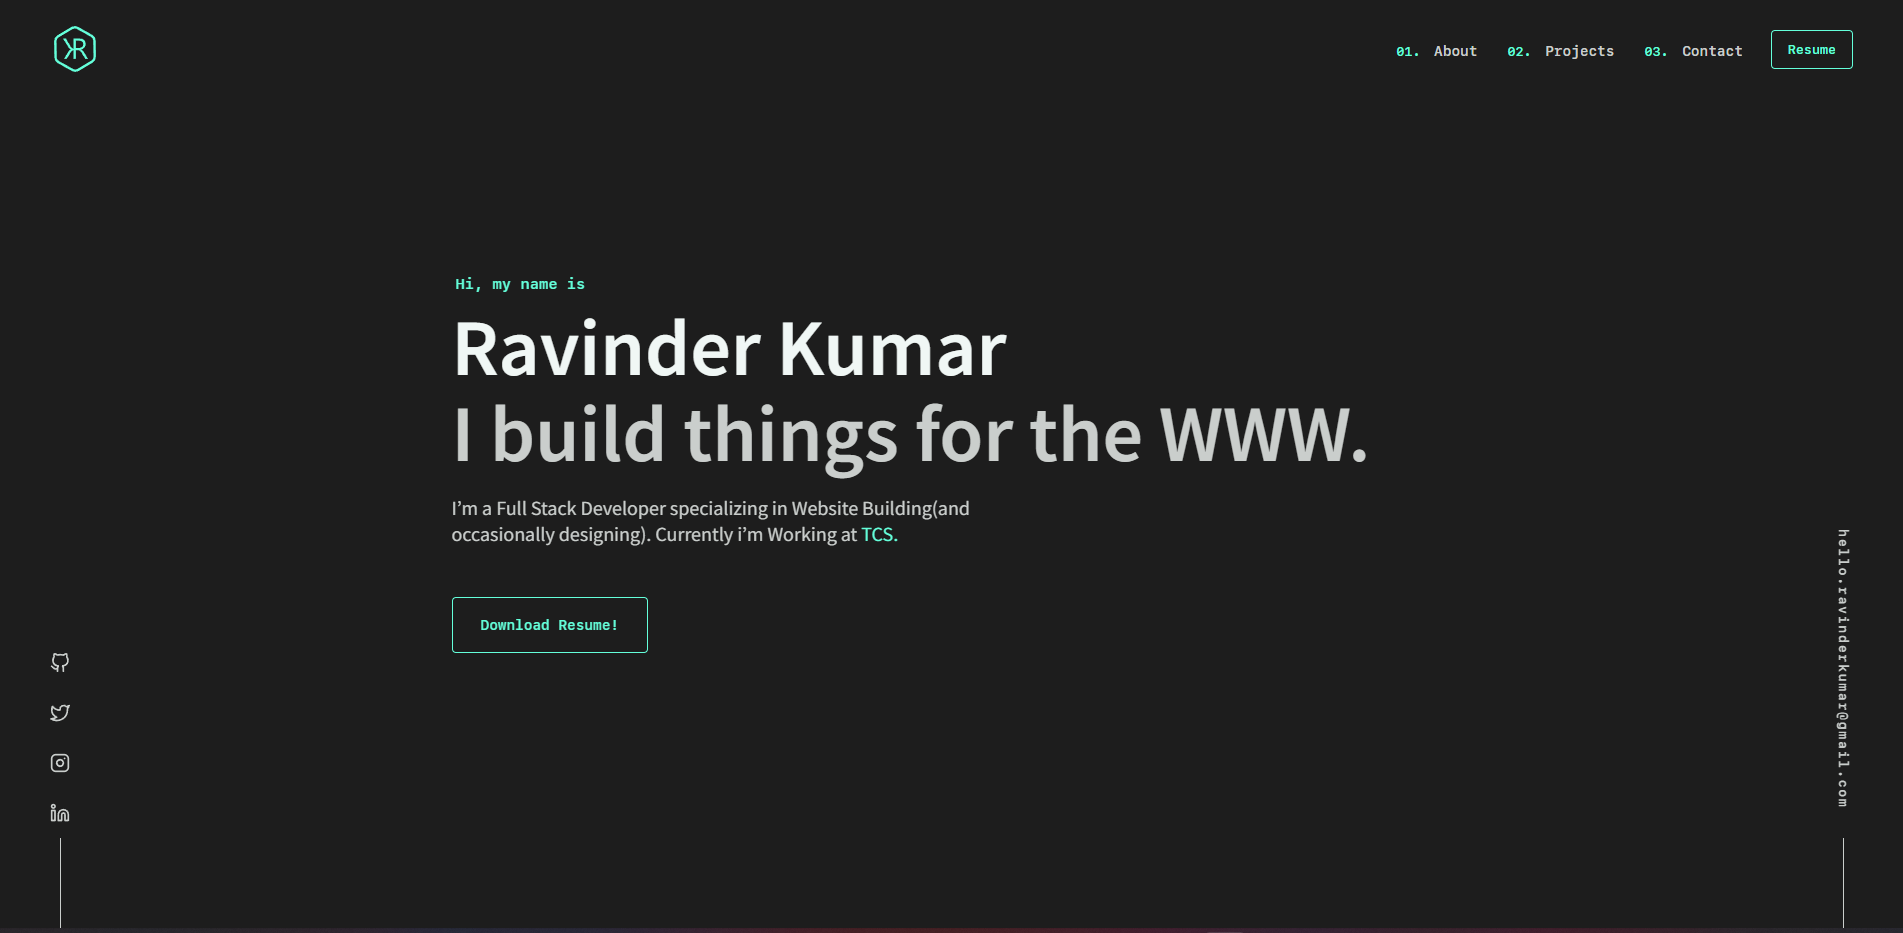 KR
01. About 02. Projects 03. Contact Resume
Hi, my name is
Ravinder Kumar
I build things for the WWW.
I’m a Full Stack Developer specializing in Website Building(and
occasionally designing). Currently i’m Working at TCS.
Download Resume!
hello.ravinderkumar@gmail.com